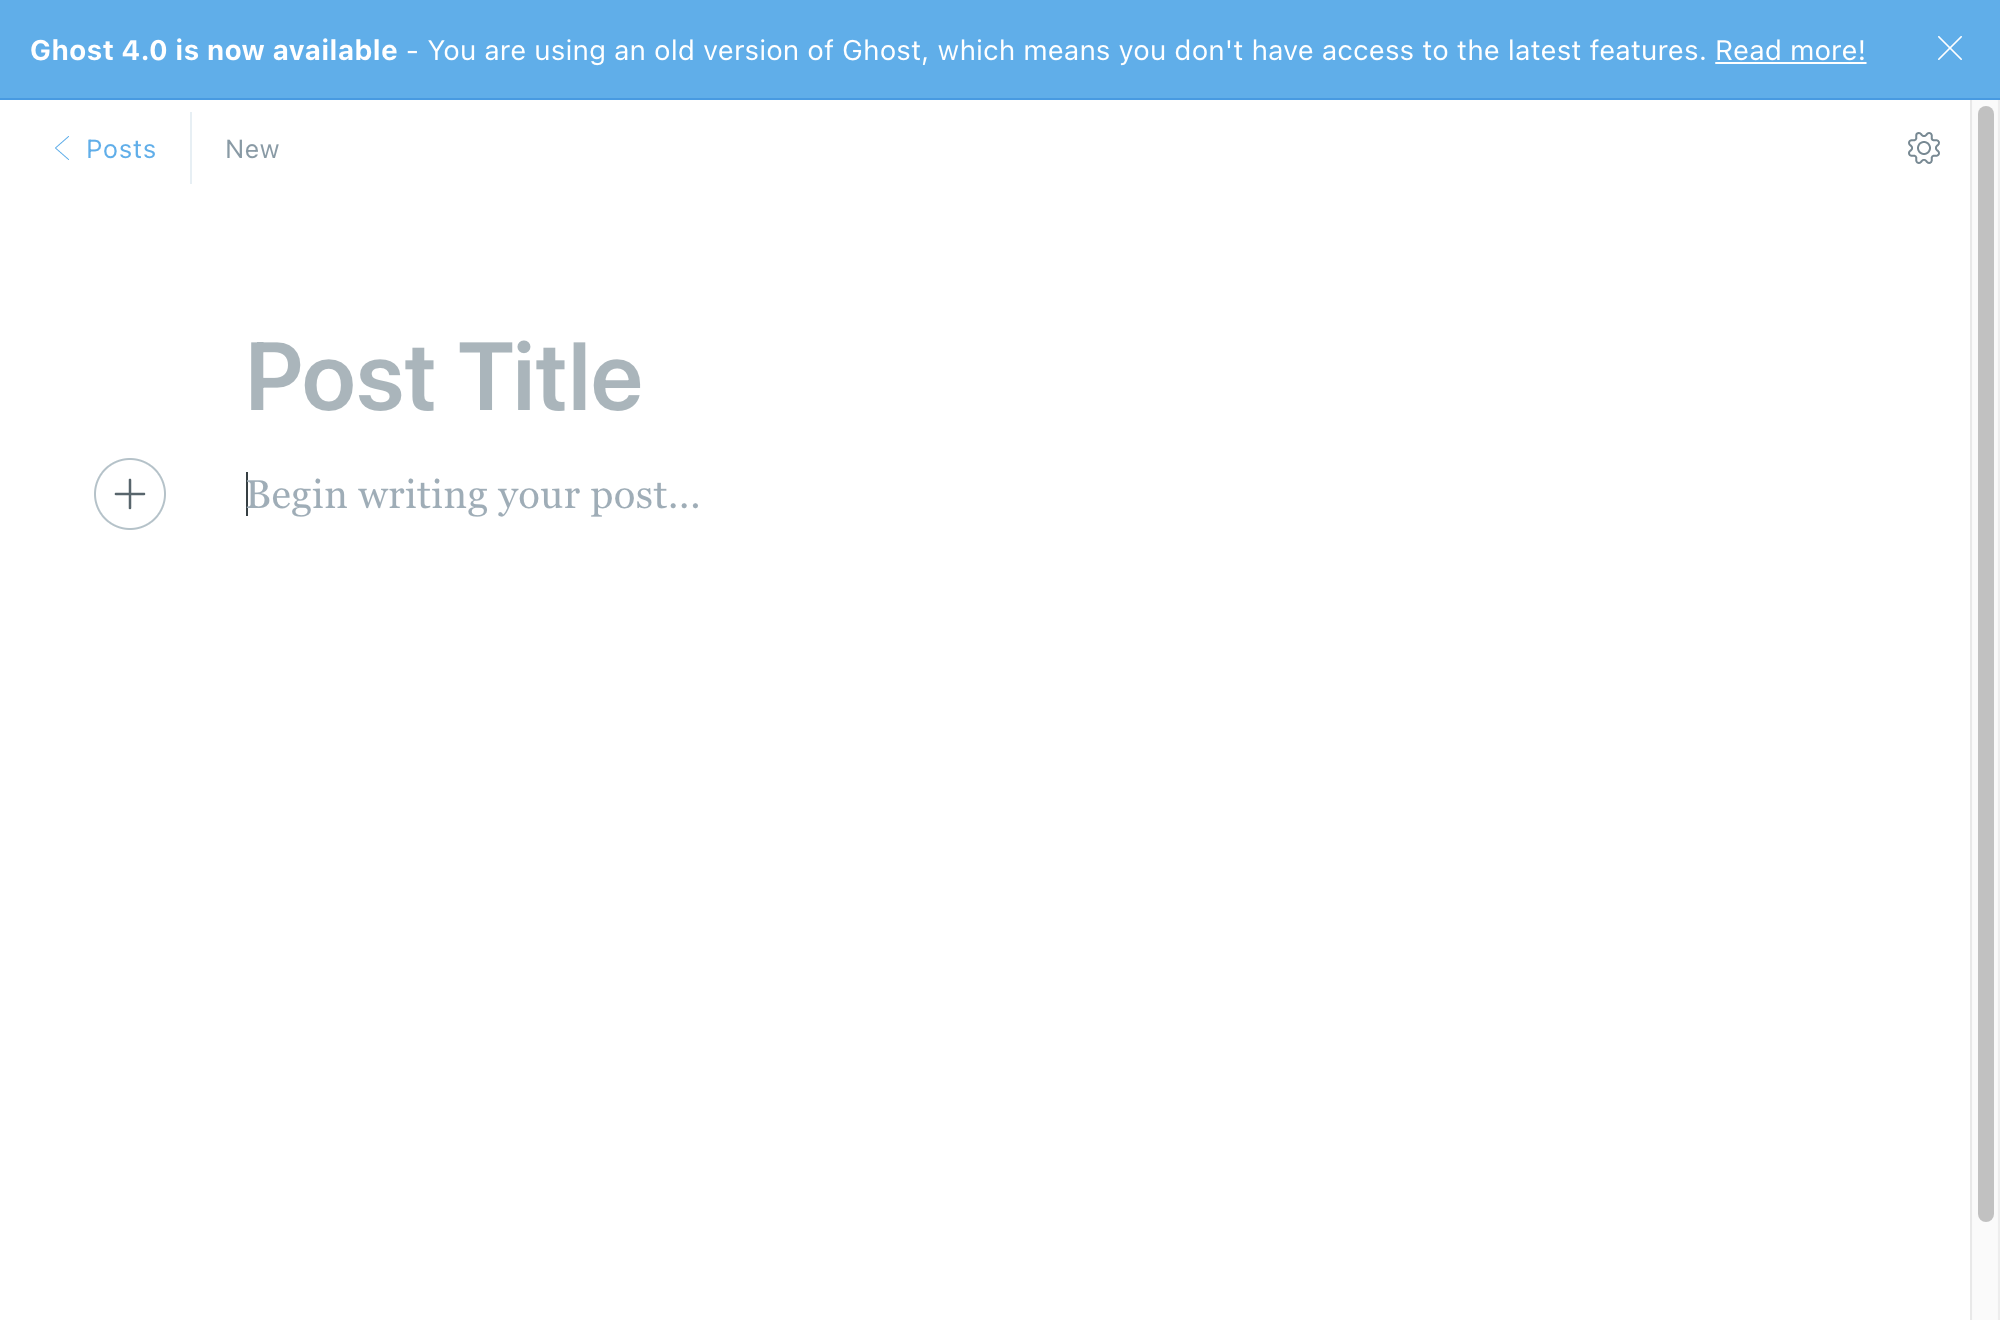 Ghost 4.0 is now available - You are using an old version of Ghost, which means you don't have access to the latest features. Read more!
Posts
New
Post Title
Begin writing your post...